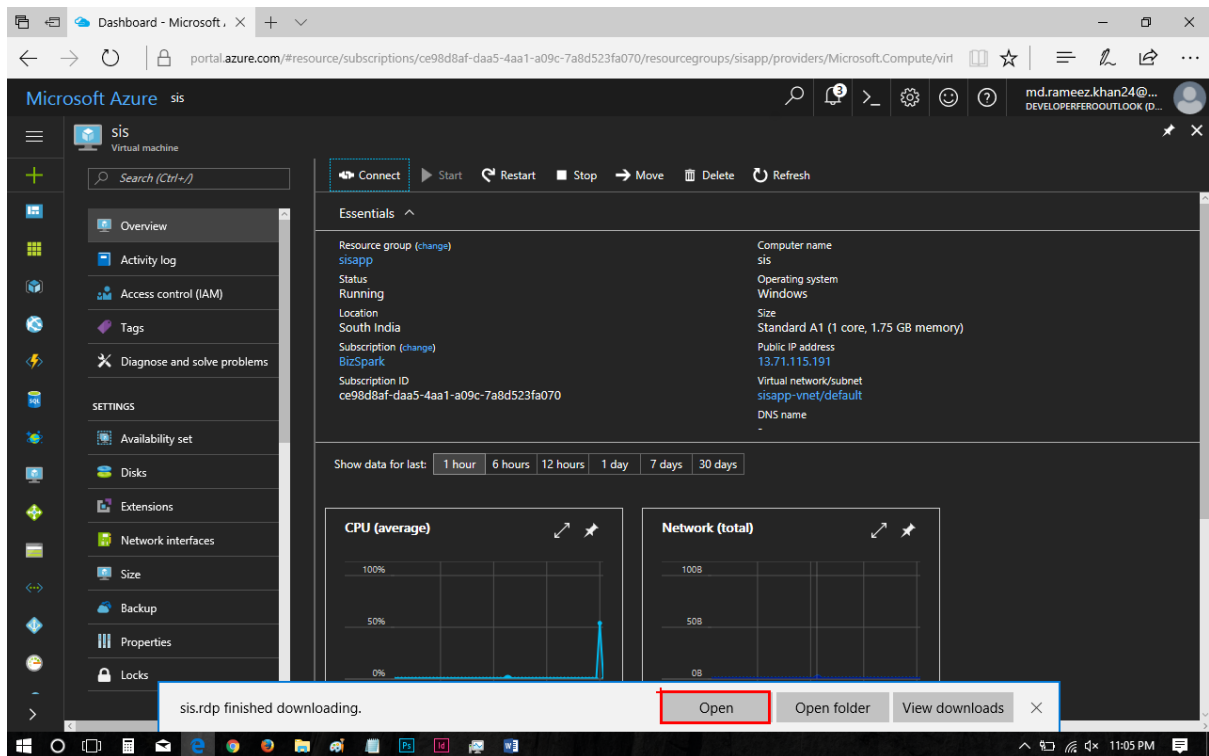 Dashboard - Microsoft
portal.azure.com/#resource/subscriptions/ce98d8af-daa5-4aa1-a09c-7a8d523fa070/resourcegroups/sisapp/providers/Microsoft.Compute/virt
Microsoft Azure sis
3
md.rameez.khan24@...
DEVELOPERFEROOUTLOOK (D...
sis
Virtual machine
Search (Ctrl+/)
Connect Start Restart Stop Move Delete Refresh
Overview
Activity log
Access control (IAM)
Tags
Diagnose and solve problems
SETTINGS
Availability set
Disks
Extensions
Network interfaces
Size
Backup
Properties
Locks
Essentials
Resource group (change)
sisapp
Status
Running
Location
South India
Subscription (change)
BizSpark
Subscription ID
ce98d8af-daa5-4aa1-a09c-7a8d523fa070
Computer name
sis
Operating system
Windows
Size
Standard A1 (1 core, 1.75 GB memory)
Public IP address
13.71.115.191
Virtual network/subnet
sisapp-vnet/default
DNS name
-
Show data for last: 1 hour 6 hours 12 hours 1 day 7 days 30 days
CPU (average)
100%
50%
0%
Network (total)
100B
50B
0B
sis.rdp finished downloading. Open Open folder View downloads
11:05 PM